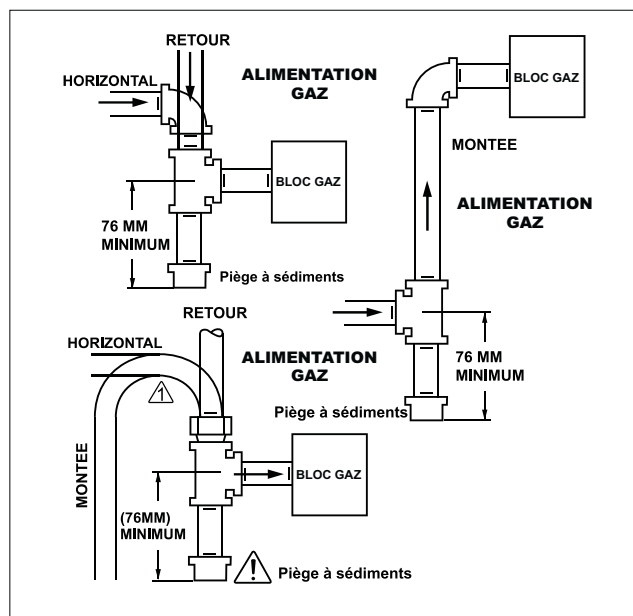 RETOUR
HORIZONTAL
ALIMENTATION
GAZ
BLOC GAZ
76 MM
MINIMUM
Piège à sédiments
BLOC GAZ
MONTEE
ALIMENTATION
GAZ
76 MM
MINIMUM
Piège à sédiments
RETOUR
HORIZONTAL
ALIMENTATION
GAZ
1
MONTEE
BLOC GAZ
(76MM)
MINIMUM
!
Piège à sédiments